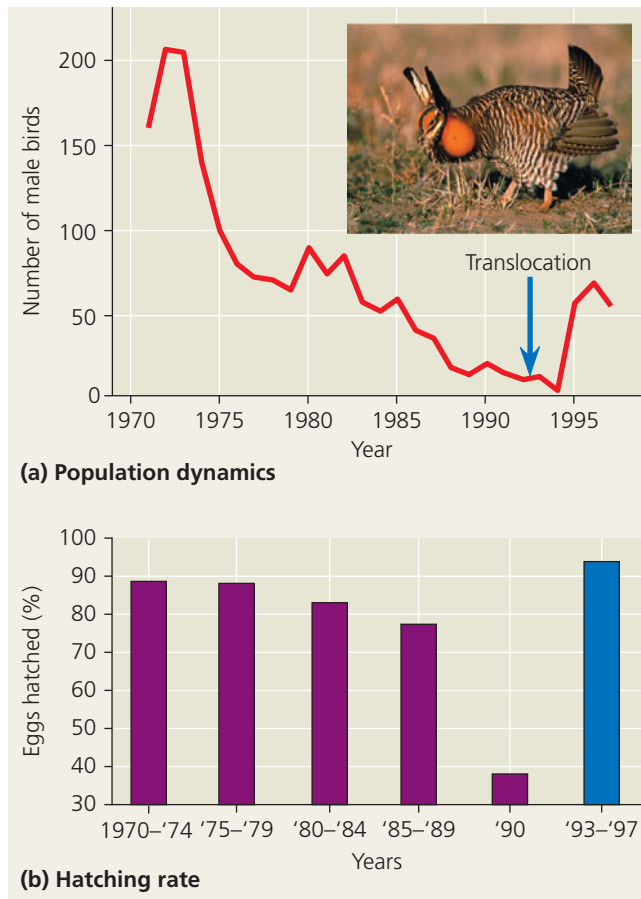 200
150
100
50
0
Number of male birds
Translocation
1970 1975 1980 1985 1990 1995
Year
(a) Population dynamics
100
90
80
70
60
50
40
30
Eggs hatched (%)
1970–‘74 ‘75–‘79 ‘80–‘84 ‘85–‘89 ‘90 ‘93–‘97
Years
(b) Hatching rate